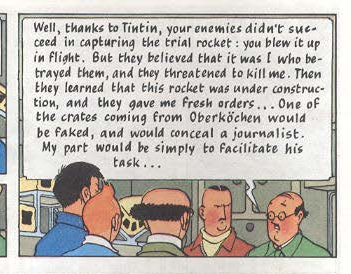 Well, thanks to Tintin, your enemies didn't suc-
ceed in capturing the trial rocket: you blew it up
in flight. But they believed that it was I who be-
trayed them, and they threatened to kill me. Then
they learned that this rocket was under construc-
tion, and they gave me fresh orders... One of
the crates coming from Oberköchen would
be faked, and would conceal a journalist.
My part would be simply to facilitate his
task...